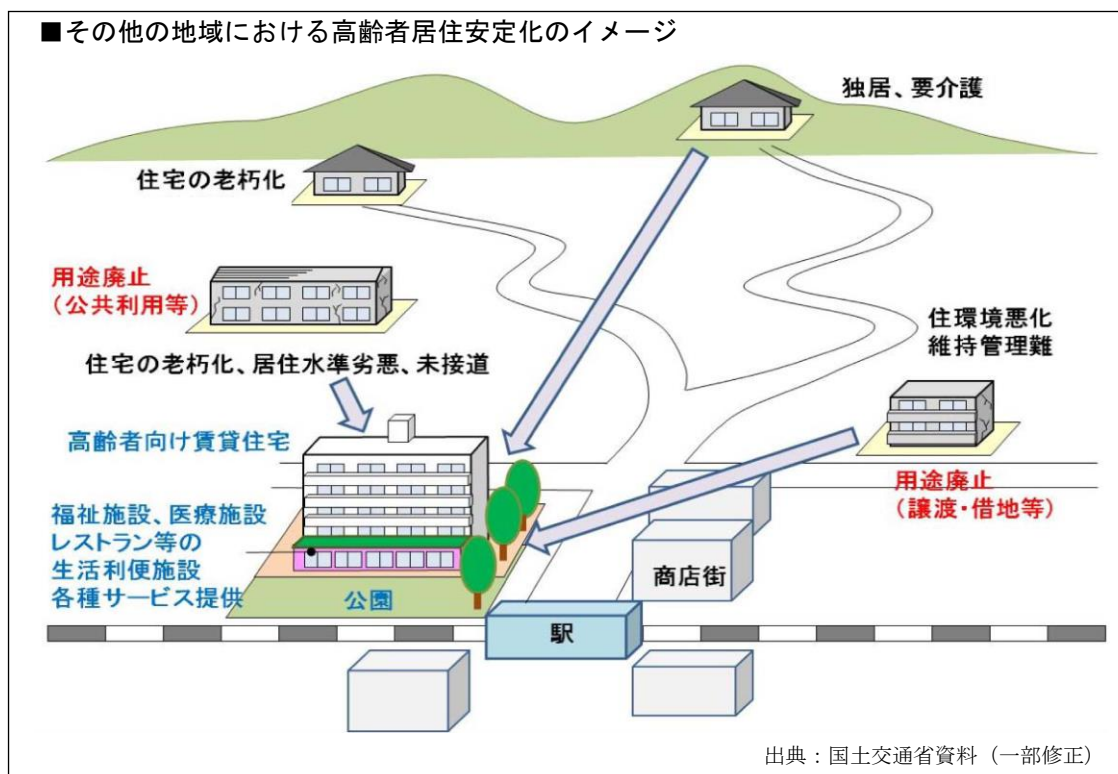 ■その他の地域における高齢者居住安定化のイメージ
独居、要介護
住宅の老朽化
用途廃止
（公共利用等）
住宅の老朽化、居住水準劣悪、未接道
住環境悪化
維持管理難
高齢者向け賃貸住宅
用途廃止
（譲渡・借地等）
福祉施設、医療施設
レストラン等の
生活利便施設
各種サービス提供
公園
商店街
駅
出典：国土交通省資料（一部修正）